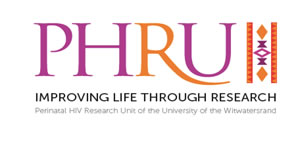 PHRU
IMPROVING LIFE THROUGH RESEARCH
Perinatal HIV Research Unit of the University of the Witwatersrand